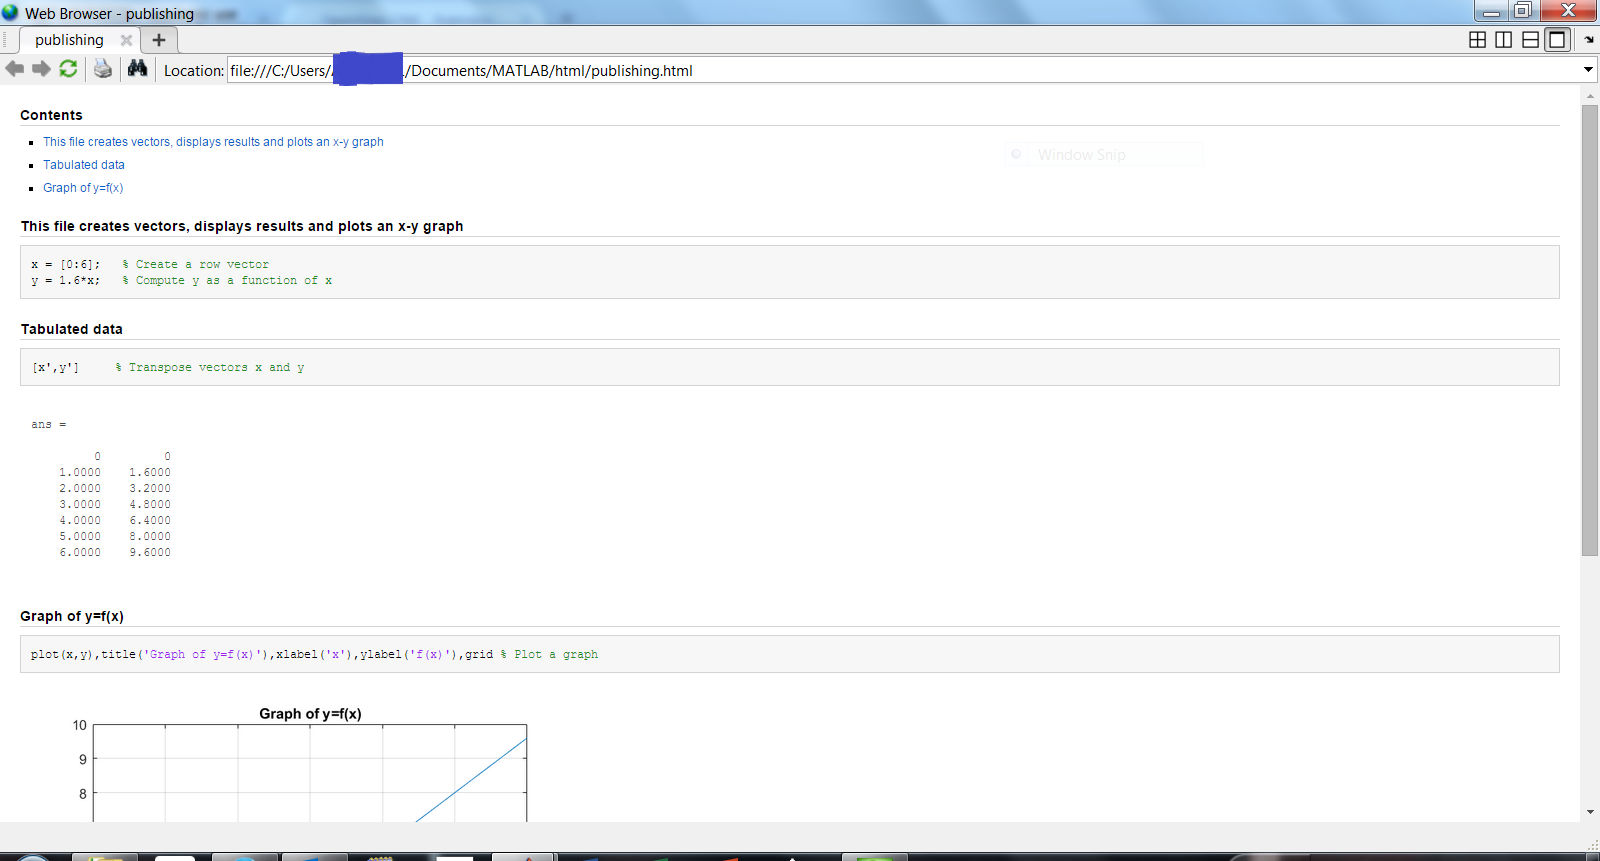 Web Browser - publishing
publishing
Location: file:///C:/Users/ /Documents/MATLAB/html/publishing.html
Contents
This file creates vectors, displays results and plots an x-y graph
Window Snip
Tabulated data
Graph of y=f(x)
This file creates vectors, displays results and plots an x-y graph
x = [0:6];   % Create a row vector
y = 1.6*x;   % Compute y as a function of x
Tabulated data
[x',y']     % Transpose vectors x and y
ans =
0 0
1.0000 1.6000
2.0000 3.2000
3.0000 4.8000
4.0000 6.4000
5.0000 8.0000
6.0000 9.6000
Graph of y=f(x)
plot(x,y),title('Graph of y=f(x)'),xlabel('x'),ylabel('f(x)'),grid % Plot a graph
Graph of y=f(x)
10
9
8